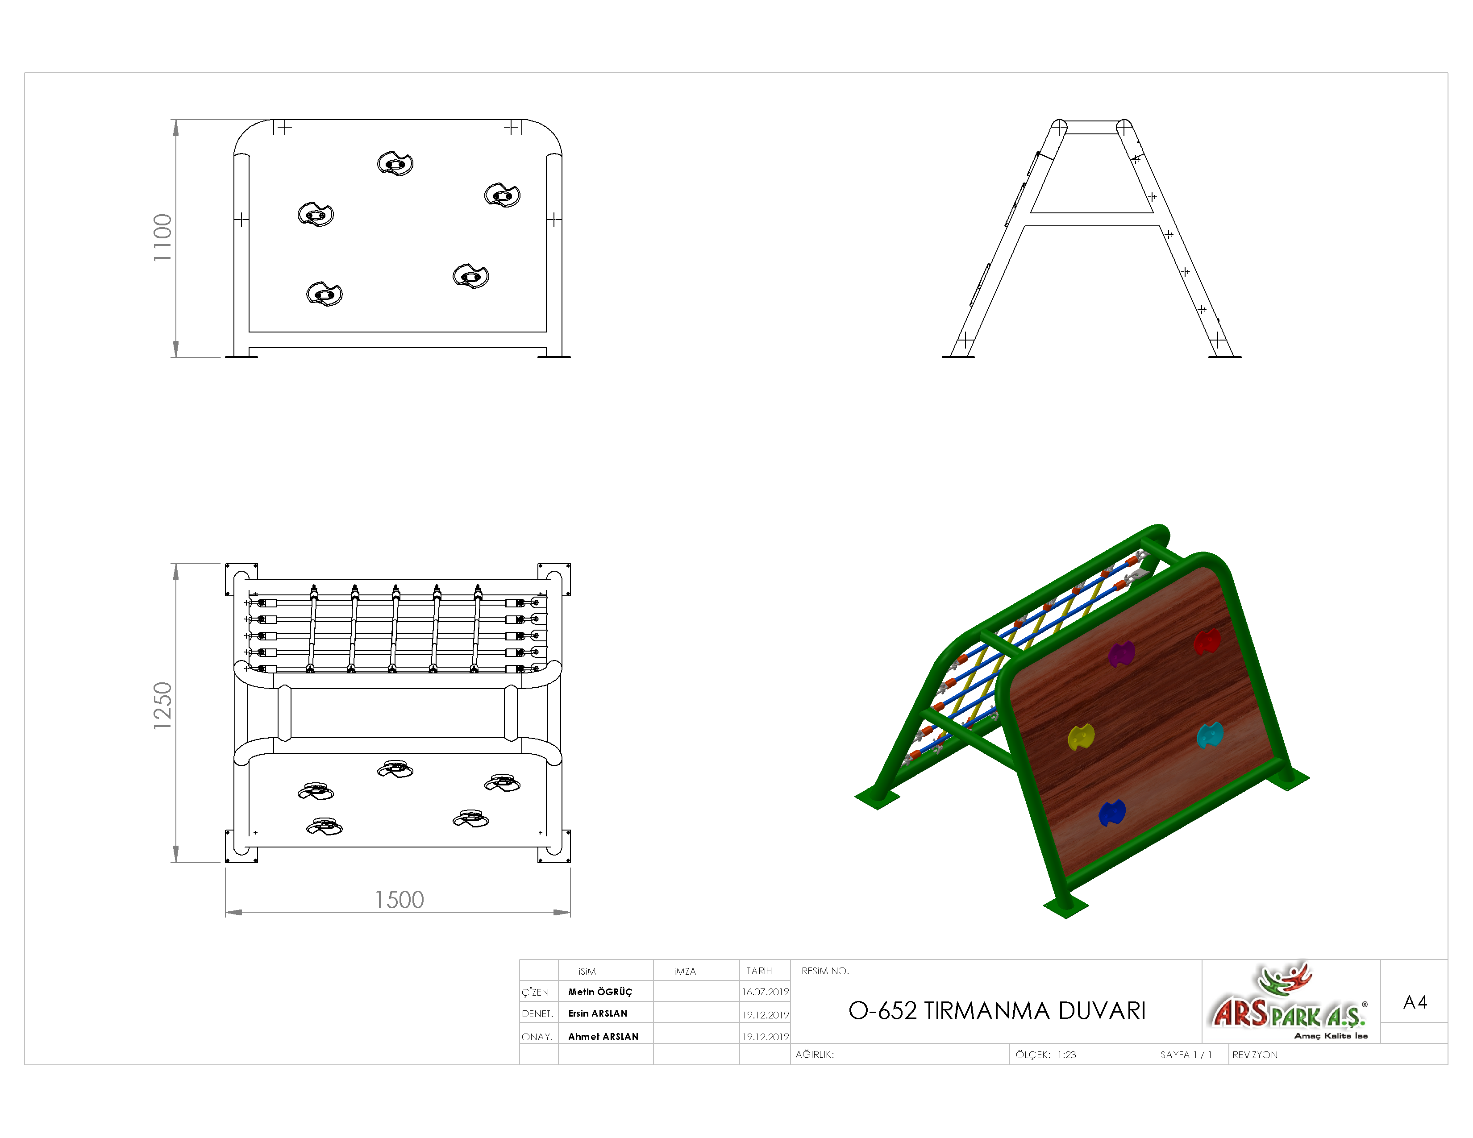 1100
1250
1500
İSİM İMZA TARİH RESİM NO.
ÇİZEN. Metin ÖGRÜÇ 16.07.2019
DENET. Ersin ARSLAN 19.12.2019
ONAY. Ahmet ARSLAN 19.12.2019
O-652 TIRMANMA DUVARI
ARSPARK A.Ş.®
Amaç Kalite İse
A4
AĞIRLIK: ÖLÇEK: 1:23 SAYFA 1 / 1 REVİZYON